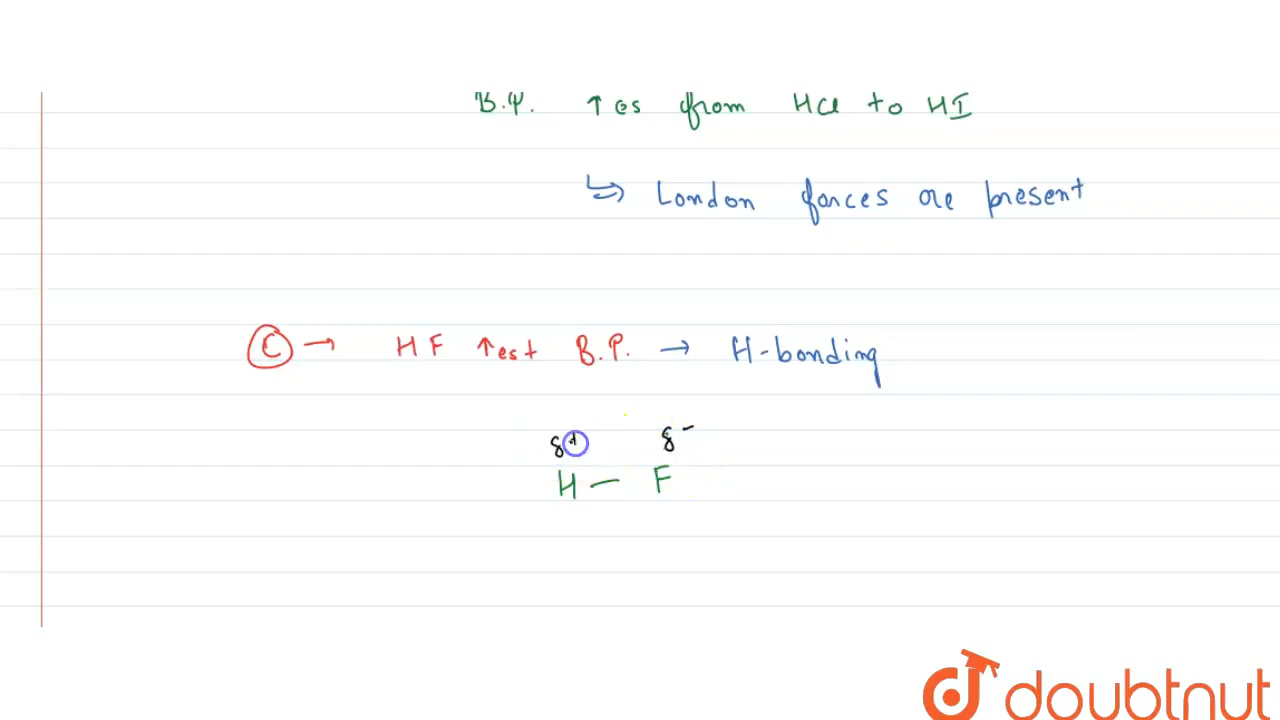 B.P. ↑es from HCl to HI
↳ London forces are present
C → HF ↑est B.P. → H-bonding
δ+ δ-
H - F
doubtnut